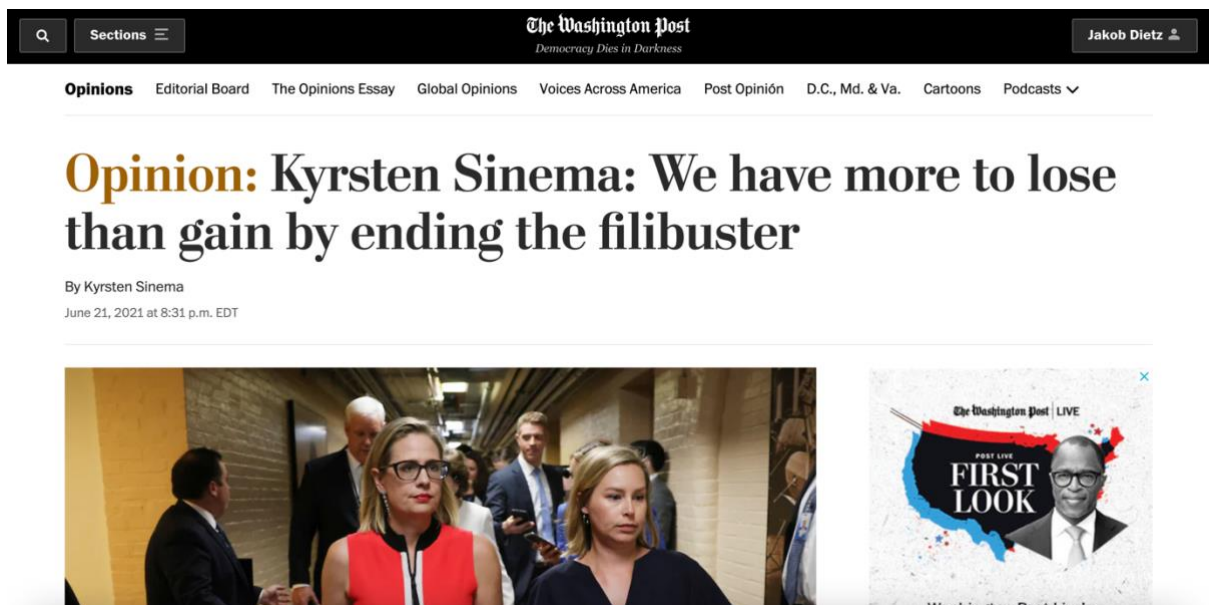 Sections
The Washington Post
Democracy Dies in Darkness
Jakob Dietz
Opinions Editorial Board The Opinions Essay Global Opinions Voices Across America Post Opinión D.C., Md. & Va. Cartoons Podcasts
Opinion: Kyrsten Sinema: We have more to lose
than gain by ending the filibuster
By Kyrsten Sinema
June 21, 2021 at 8:31 p.m. EDT
The Washington Post LIVE
POST LIVE
FIRST
LOOK